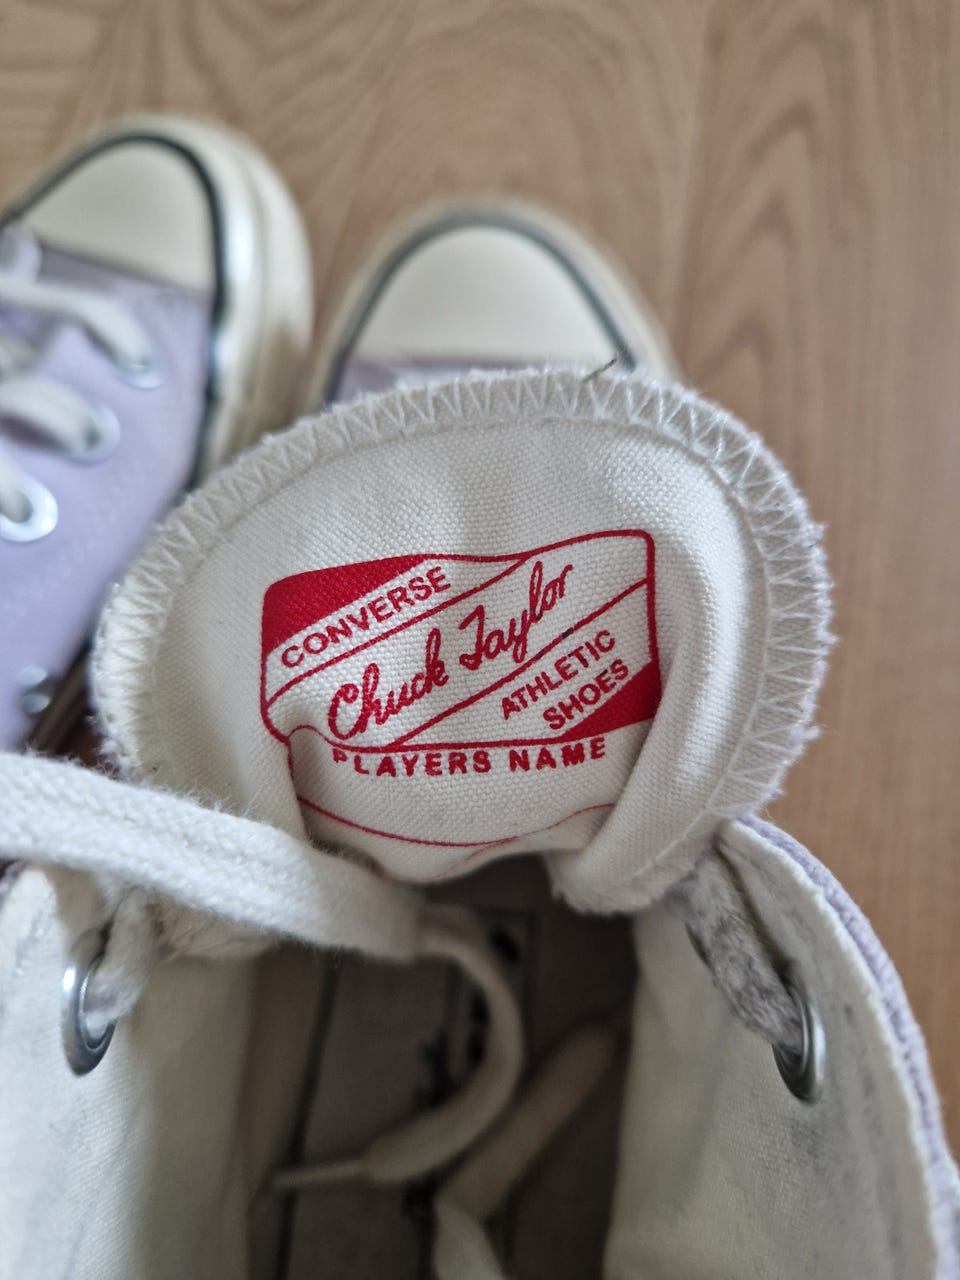 CONVERSE
Chuck Taylor
ATHLETIC
SHOES
PLAYERS NAME